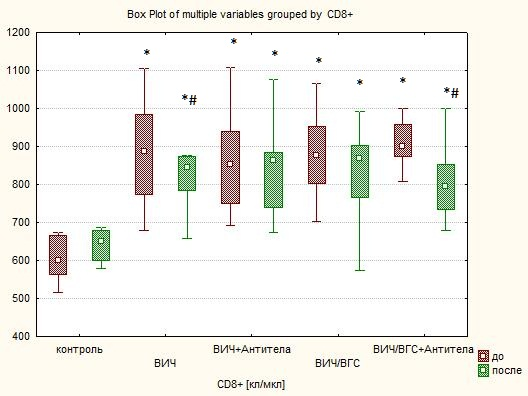 Box Plot of multiple variables grouped by CD8+
1200
1100
1000
900
800
700
600
500
400
*
*#
*
*
*
*
*
*#
контроль
ВИЧ
ВИЧ+Антитела
ВИЧ/ВГС
ВИЧ/ВГС+Антитела
до
после
CD8+ [кл/мкл]